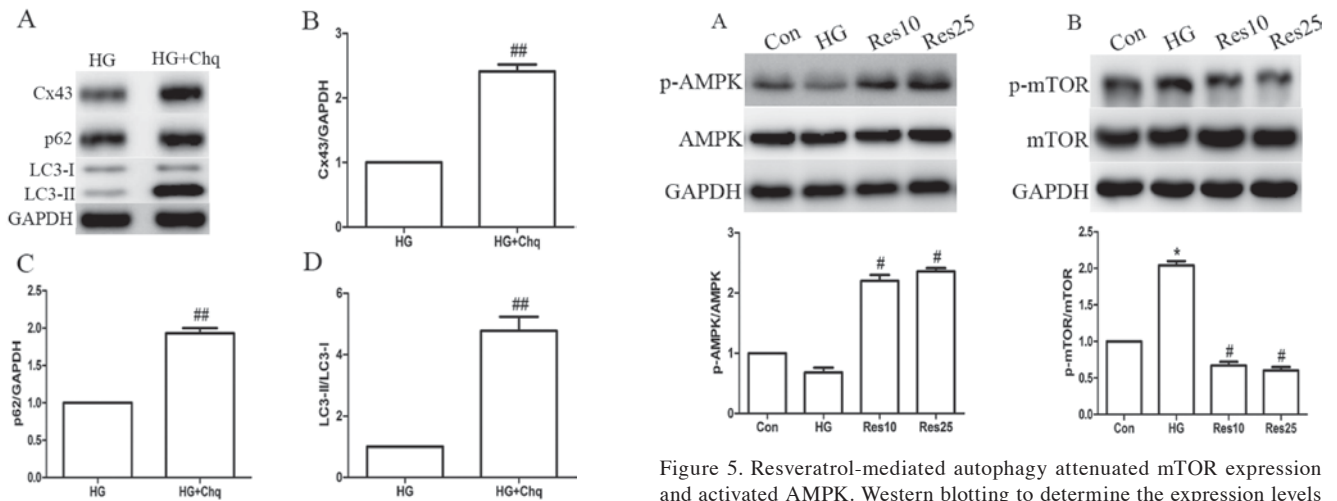 A
HG HG+Chq
Cx43
p62
LC3-I
LC3-II
GAPDH
B
Cx43/GAPDH
3
2
1
0
##
HG HG+Chq
C
p62/GAPDH
2.5
2.0
1.5
1.0
0.5
0.0
##
HG HG+Chq
D
LC3-II/LC3-I
6
4
2
0
##
HG HG+Chq
A
Con HG Res10 Res25
p-AMPK
AMPK
GAPDH
p-AMPK/AMPK
3
2
1
0
# #
Con HG Res10 Res25
B
Con HG Res10 Res25
p-mTOR
mTOR
GAPDH
p-mTOR/mTOR
2.5
2.0
1.5
1.0
0.5
0.0
*
# #
Con HG Res10 Res25
Figure 5. Resveratrol-mediated autophagy attenuated mTOR expression
and activated AMPK. Western blotting to determine the expression levels